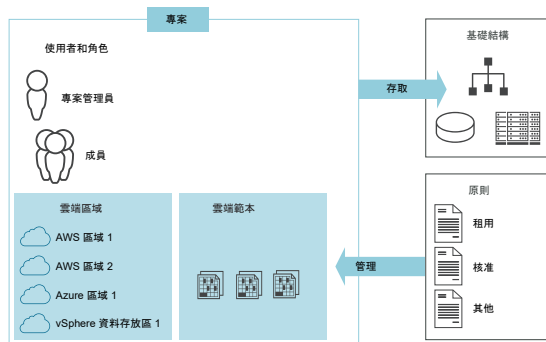 專案
使用者和角色
專案管理員
成員
雲端區域
AWS 區域 1
AWS 區域 2
Azure 區域 1
vSphere 資料存放區 1
雲端範本
存取
管理
基礎結構
原則
租用
核准
其他